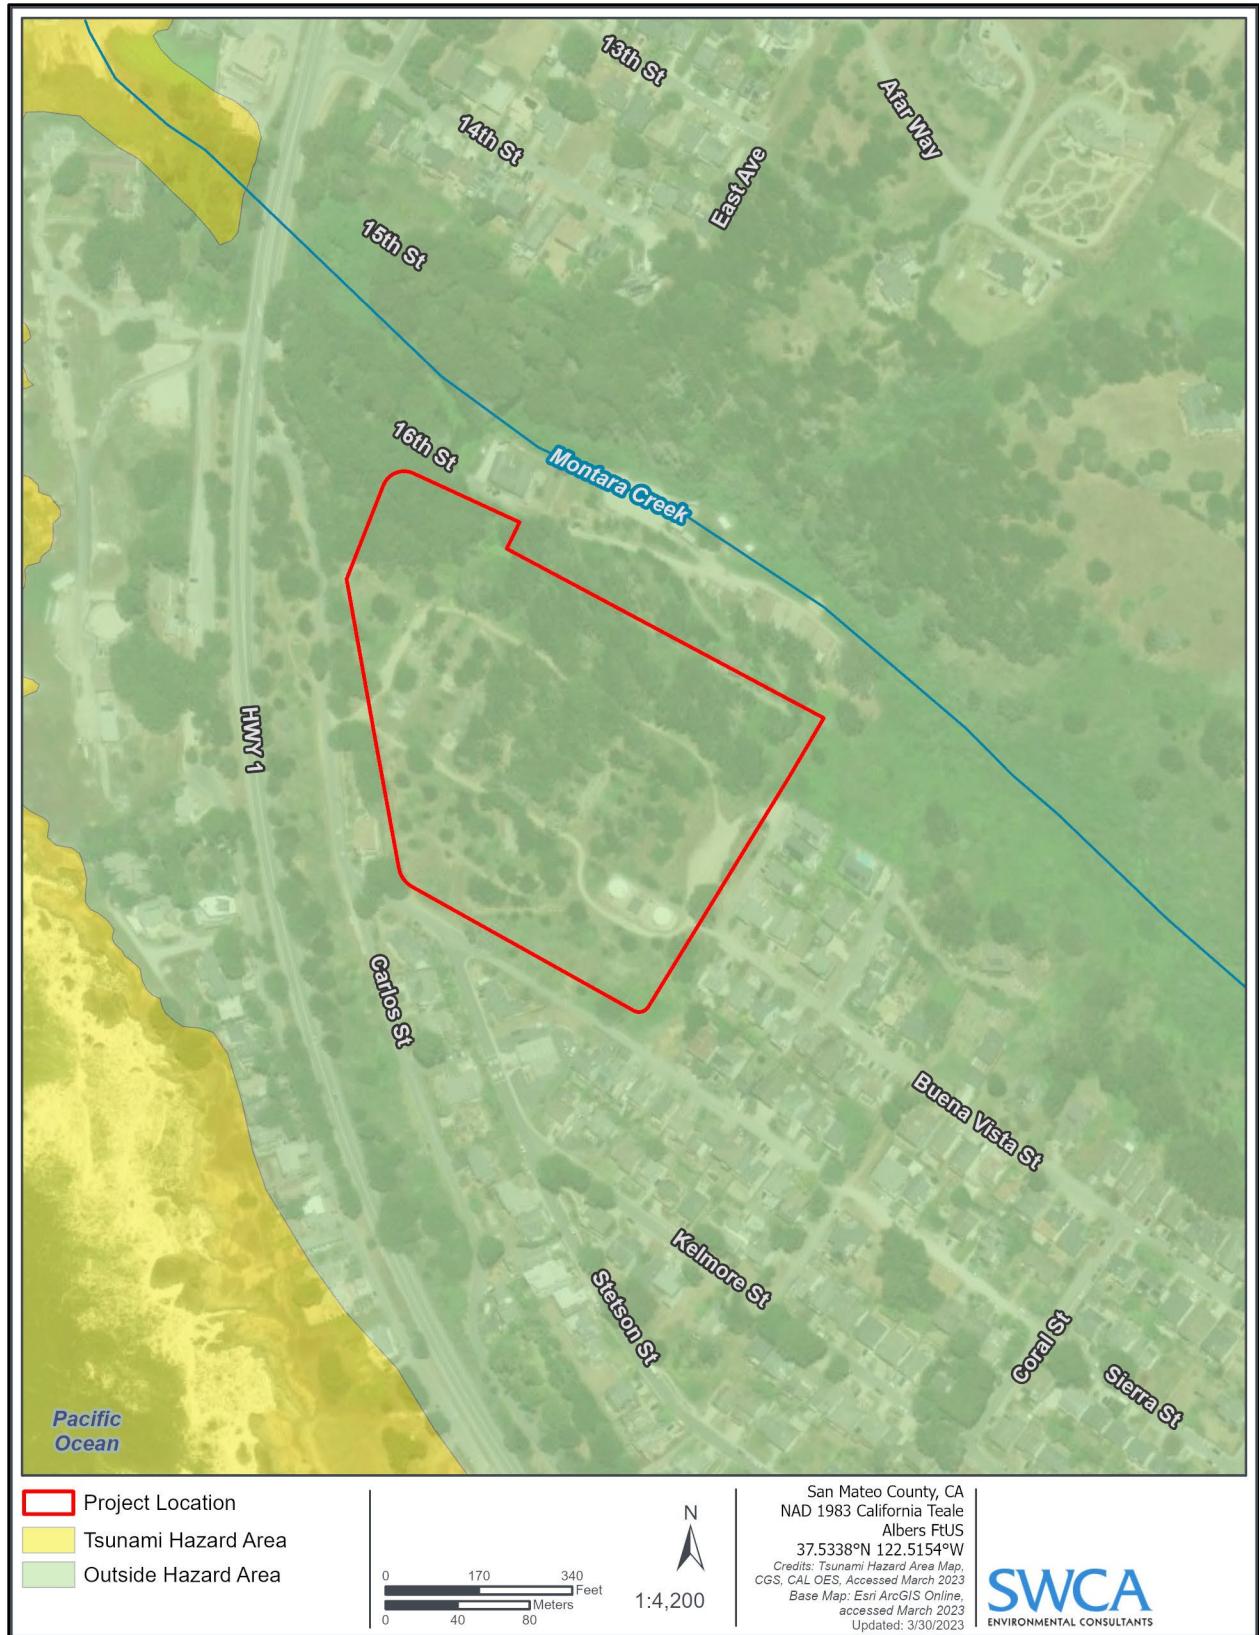 13th St
Afar Way
14th St
East Ave
15th St
16th St
Montara Creek
HWY 1
Carlos St
Buena Vista St
Kelmore St
Stetson St
Coral St
Sierra St
Pacific
Ocean
Project Location
Tsunami Hazard Area
Outside Hazard Area
0 170 340
Feet
Meters
0 40 80
N
1:4,200
San Mateo County, CA
NAD 1983 California Teale
Albers FtUS
37.5338°N 122.5154°W
Credits: Tsunami Hazard Area Map,
CGS, CAL OES, Accessed March 2023
Base Map: Esri ArcGIS Online,
accessed March 2023
Updated: 3/30/2023
SWCA
ENVIRONMENTAL CONSULTANTS